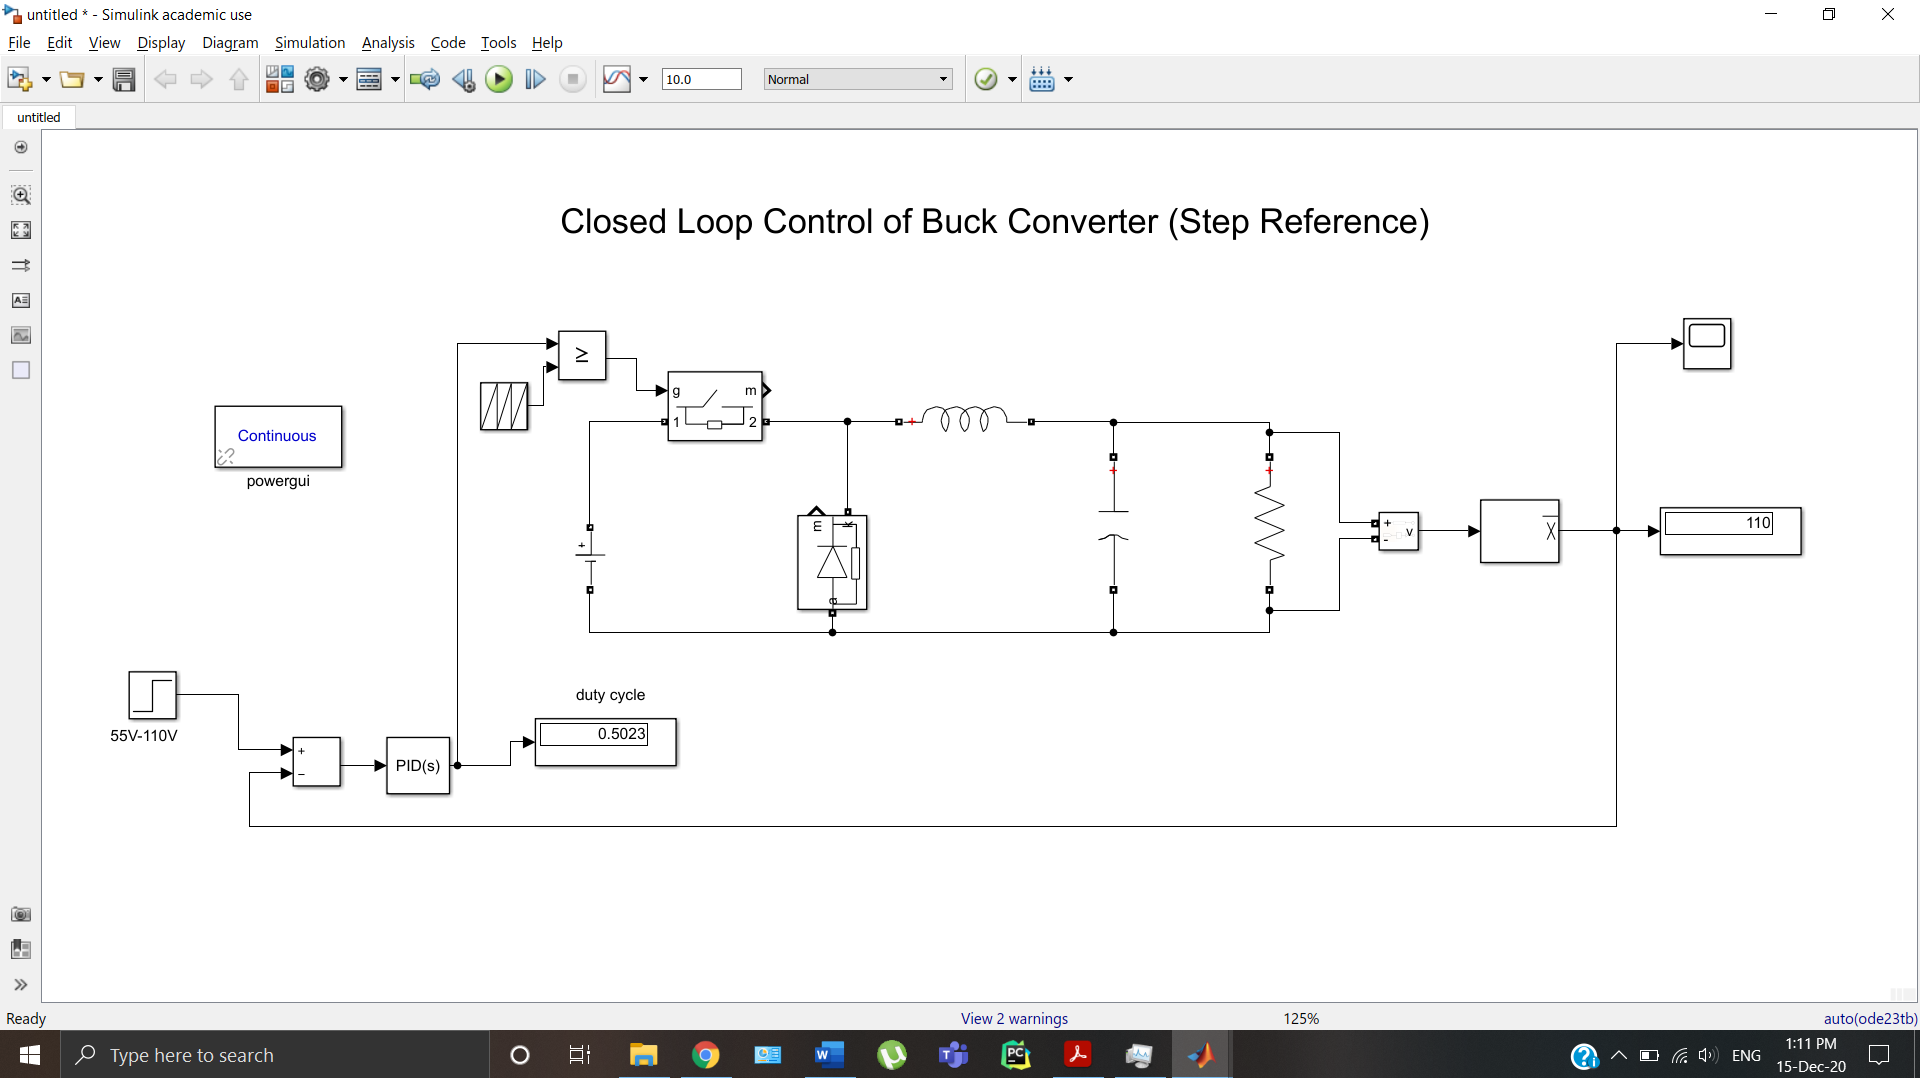 untitled * - Simulink academic use
File Edit View Display Diagram Simulation Analysis Code Tools Help
10.0 Normal
untitled
Closed Loop Control of Buck Converter (Step Reference)
≥
g m
1 2
Continuous
powergui
+
+
+
+
m k
a
+ v
-
x
110
duty cycle
0.5023
55V-110V
+
−
PID(s)
Ready View 2 warnings 125% auto(ode23tb)
Type here to search
W
T
PC
ENG
1:11 PM
15-Dec-20